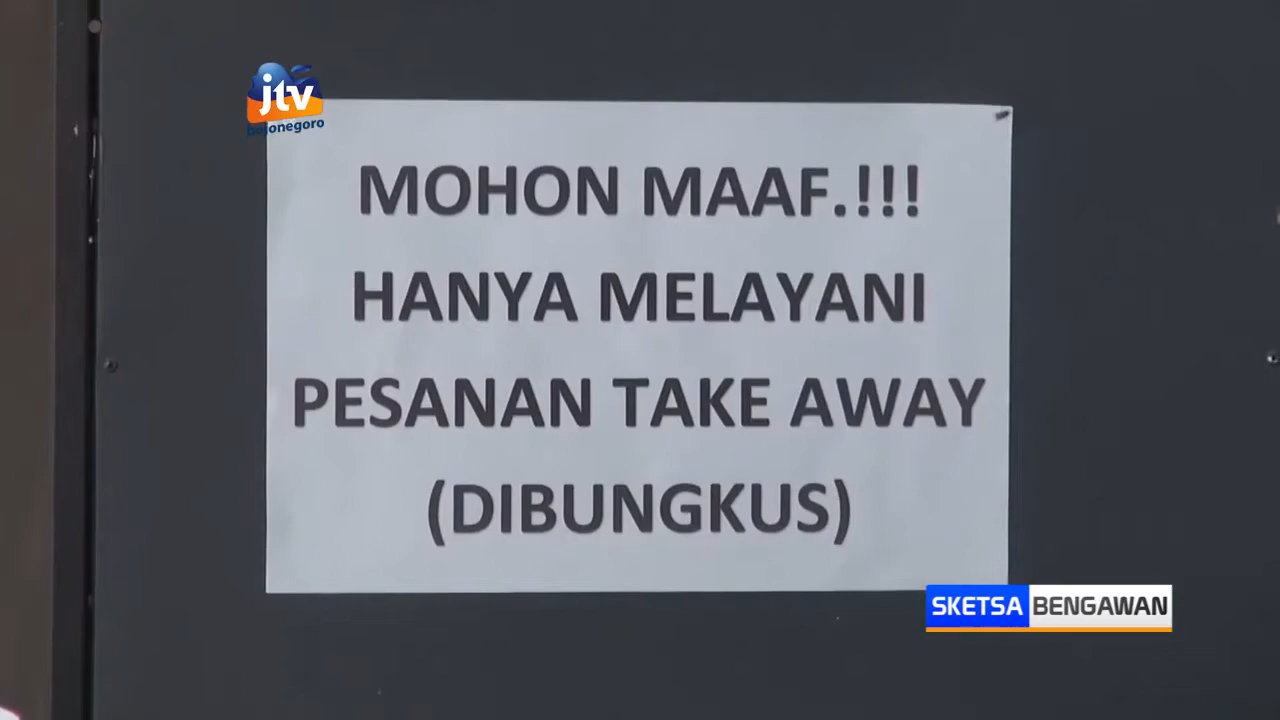 jtv
bojonegoro
MOHON MAAF.!!!
HANYA MELAYANI
PESANAN TAKE AWAY
(DIBUNGKUS)
SKETSA BENGAWAN